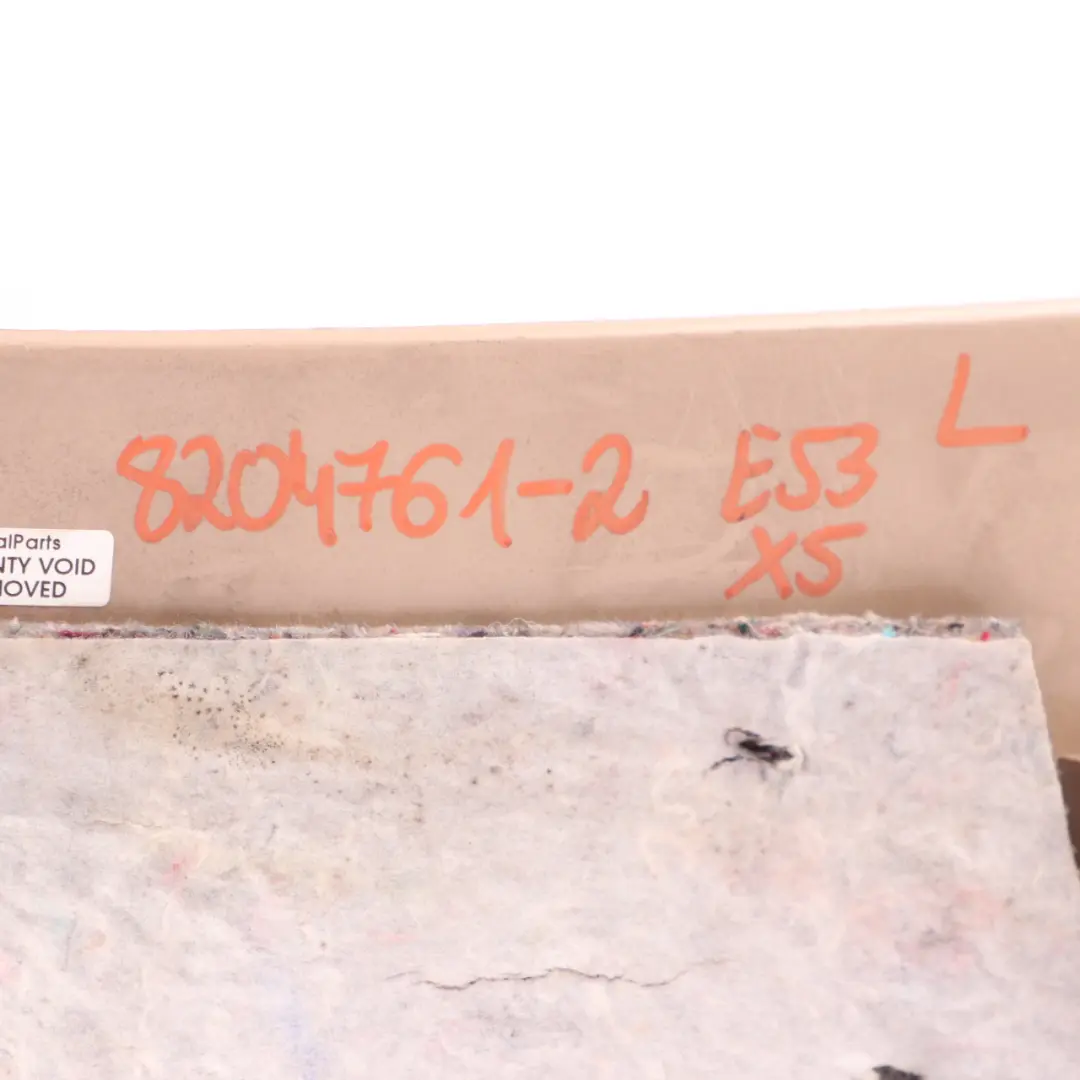 L
8204761-2 E53
X5
alParts
NTY VOID
MOVED